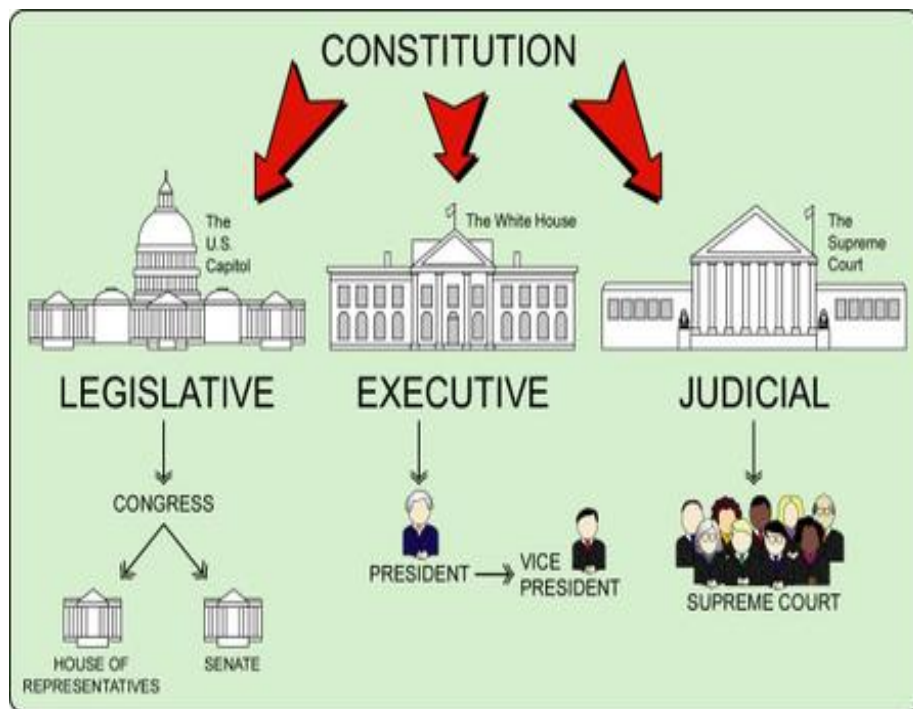 CONSTITUTION
The
U.S.
Capitol
The White House
The
Supreme
Court
LEGISLATIVE
EXECUTIVE
JUDICIAL
CONGRESS
PRESIDENT
VICE
PRESIDENT
SUPREME COURT
HOUSE OF
REPRESENTATIVES
SENATE